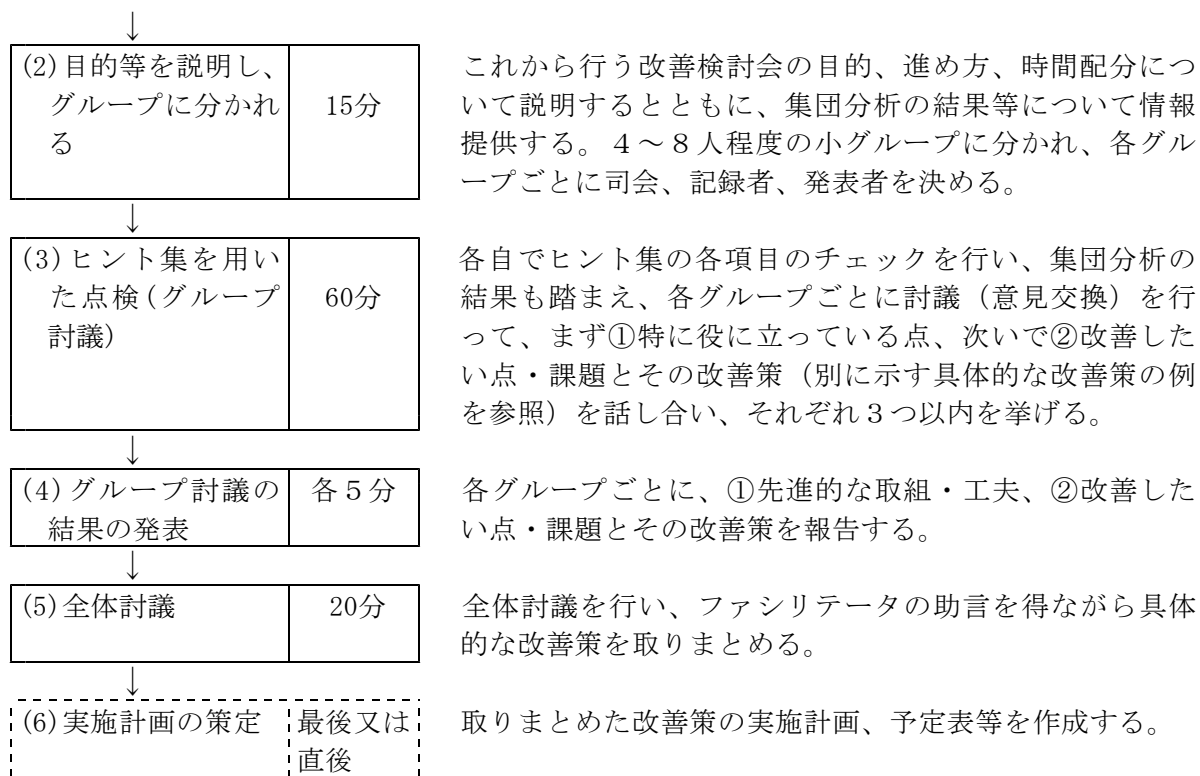 ↓
(2)目的等を説明し、
グループに分かれ
る
15分
これから行う改善検討会の目的、進め方、時間配分につ
いて説明するとともに、集団分析の結果等について情報
提供する。４～８人程度の小グループに分かれ、各グル
ープごとに司会、記録者、発表者を決める。
↓
(3)ヒント集を用い
た点検(グループ
討議)
60分
各自でヒント集の各項目のチェックを行い、集団分析の
結果も踏まえ、各グループごとに討議（意見交換）を行
って、まず①特に役に立っている点、次いで②改善した
い点・課題とその改善策（別に示す具体的な改善策の例
を参照）を話し合い、それぞれ３つ以内を挙げる。
↓
(4)グループ討議の
結果の発表
各５分
各グループごとに、①先進的な取組・工夫、②改善した
い点・課題とその改善策を報告する。
↓
(5)全体討議
20分
全体討議を行い、ファシリテータの助言を得ながら具体
的な改善策を取りまとめる。
↓
(6)実施計画の策定
最後又は
直後
取りまとめた改善策の実施計画、予定表等を作成する。